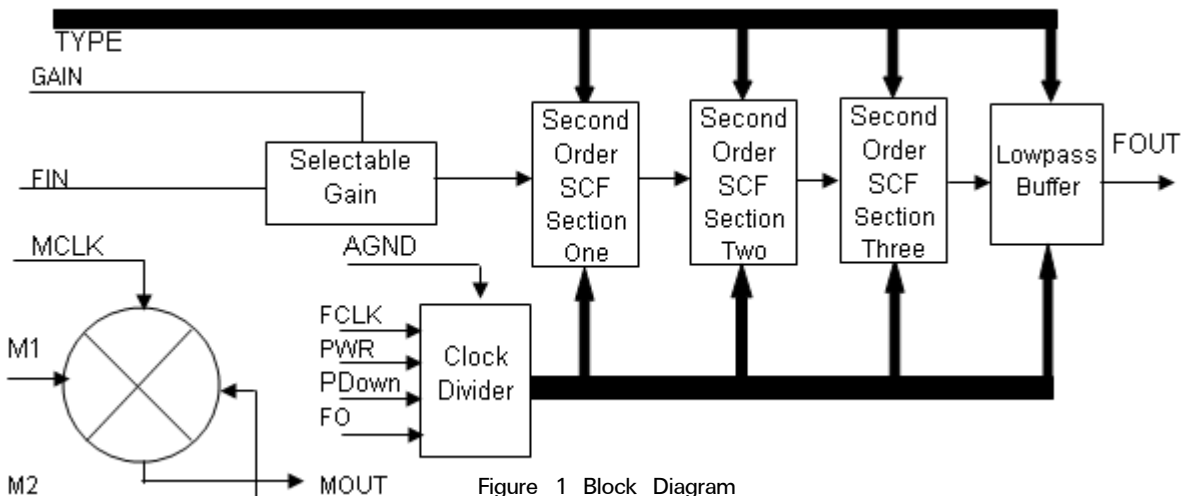 TYPE
GAIN
FIN
Selectable
Gain
Second
Order
SCF
Section
One
Second
Order
SCF
Section
Two
Second
Order
SCF
Section
Three
Lowpass
Buffer
FOUT
MCLK
AGND
M1
FCLK
PWR
PDown
FO
Clock
Divider
M2
MOUT
Figure 1 Block Diagram